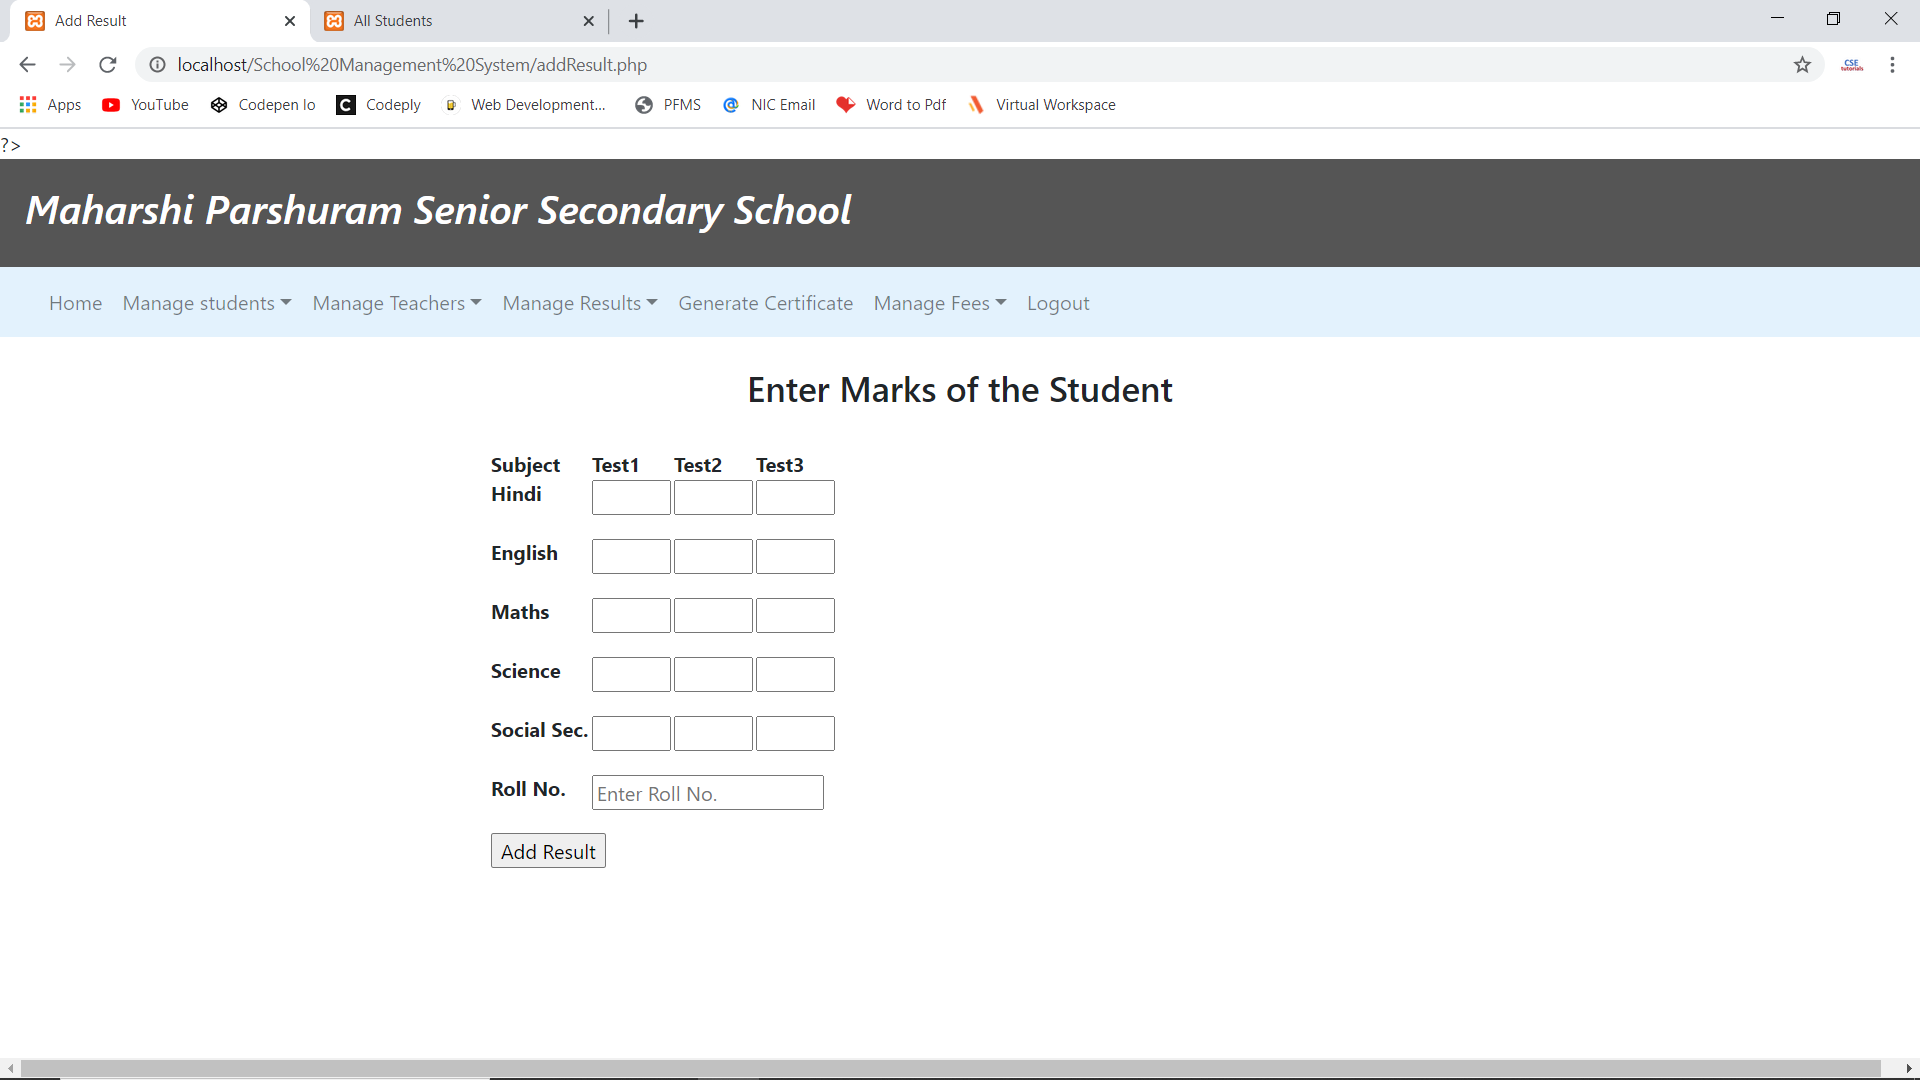 Add Result
All Students
localhost/School%20Management%20System/addResult.php
CSE tutorials
Apps YouTube Codepen Io Codeply Web Development... PFMS NIC Email Word to Pdf Virtual Workspace
?>
Maharshi Parshuram Senior Secondary School
Home Manage students Manage Teachers Manage Results Generate Certificate Manage Fees Logout
Enter Marks of the Student
Subject Test1 Test2 Test3
Hindi
English
Maths
Science
Social Sec.
Roll No. Enter Roll No.
Add Result